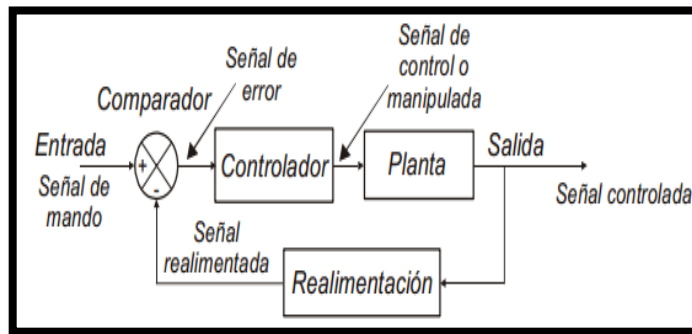 Comparador
Señal de
error
Señal de
control o
manipulada
Entrada
Señal de
mando
+
-
Controlador
Planta
Salida
Señal controlada
Señal
realimentada
Realimentación